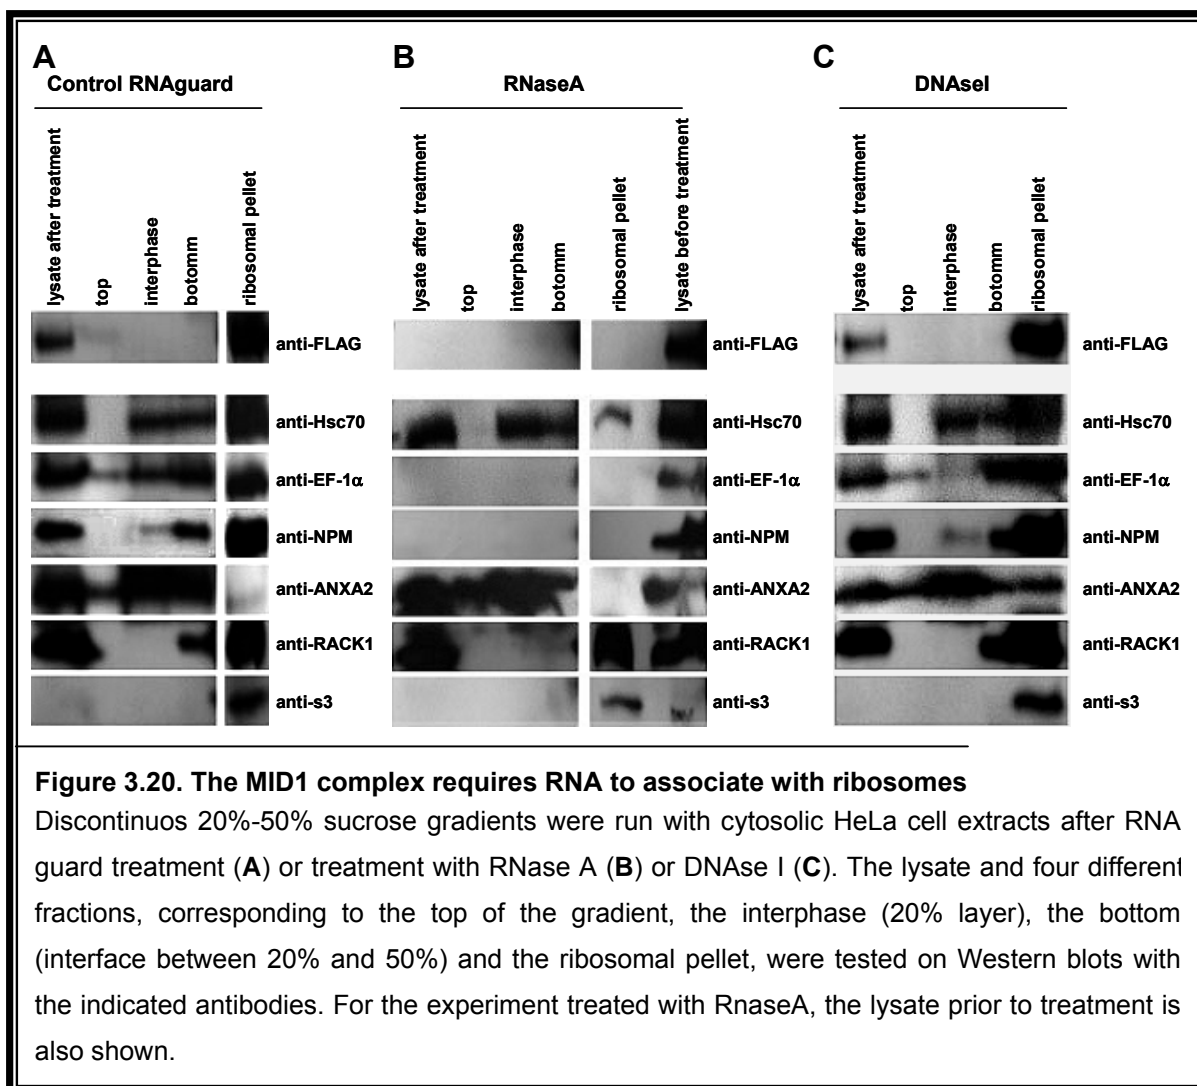 A
B
C
Control RNAguard
RNaseA
DNAseI
lysate after treatment
top
interphase
botomm
ribosomal pellet
lysate after treatment
top
interphase
botomm
ribosomal pellet
lysate before treatment
lysate after treatment
top
interphase
botomm
ribosomal pellet
anti-FLAG
anti-FLAG
anti-FLAG
anti-Hsc70
anti-Hsc70
anti-Hsc70
anti-EF-1α
anti-EF-1α
anti-EF-1α
anti-NPM
anti-NPM
anti-NPM
anti-ANXA2
anti-ANXA2
anti-ANXA2
anti-RACK1
anti-RACK1
anti-RACK1
anti-s3
anti-s3
anti-s3
Figure 3.20. The MID1 complex requires RNA to associate with ribosomes
Discontinuos 20%-50% sucrose gradients were run with cytosolic HeLa cell extracts after RNA
guard treatment (A) or treatment with RNase A (B) or DNAse I (C). The lysate and four different
fractions, corresponding to the top of the gradient, the interphase (20% layer), the bottom
(interface between 20% and 50%) and the ribosomal pellet, were tested on Western blots with
the indicated antibodies. For the experiment treated with RnaseA, the lysate prior to treatment is
also shown.